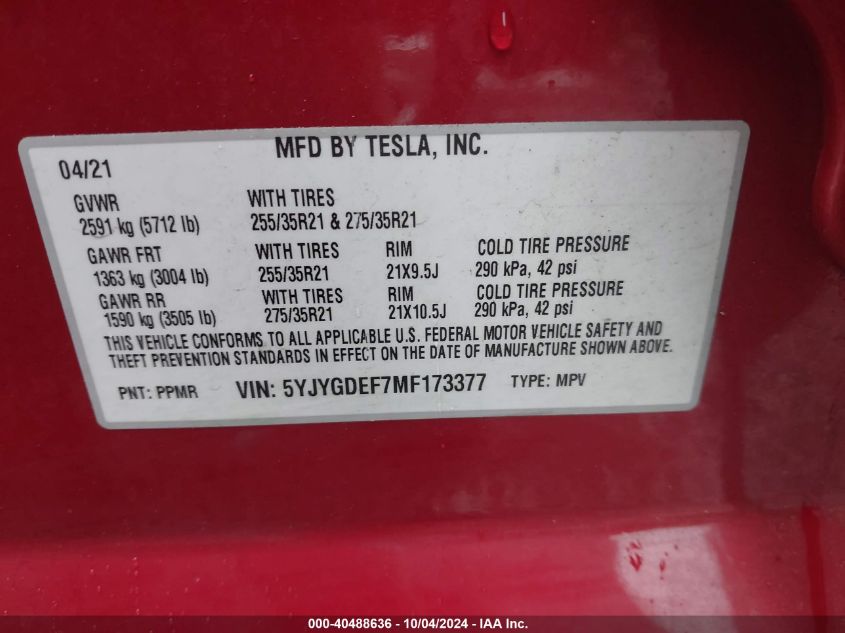 MFD BY TESLA, INC.
04/21
GVWR WITH TIRES
2591 kg (5712 lb) 255/35R21 & 275/35R21
GAWR FRT WITH TIRES RIM COLD TIRE PRESSURE
1363 kg (3004 lb) 255/35R21 21X9.5J 290 kPa, 42 psi
GAWR RR WITH TIRES RIM COLD TIRE PRESSURE
1590 kg (3505 lb) 275/35R21 21X10.5J 290 kPa, 42 psi
THIS VEHICLE CONFORMS TO ALL APPLICABLE U.S. FEDERAL MOTOR VEHICLE SAFETY AND
THEFT PREVENTION STANDARDS IN EFFECT ON THE DATE OF MANUFACTURE SHOWN ABOVE.
PNT: PPMR VIN: 5YJYGDEF7MF173377 TYPE: MPV
000-40488636 - 10/04/2024 - IAA Inc.